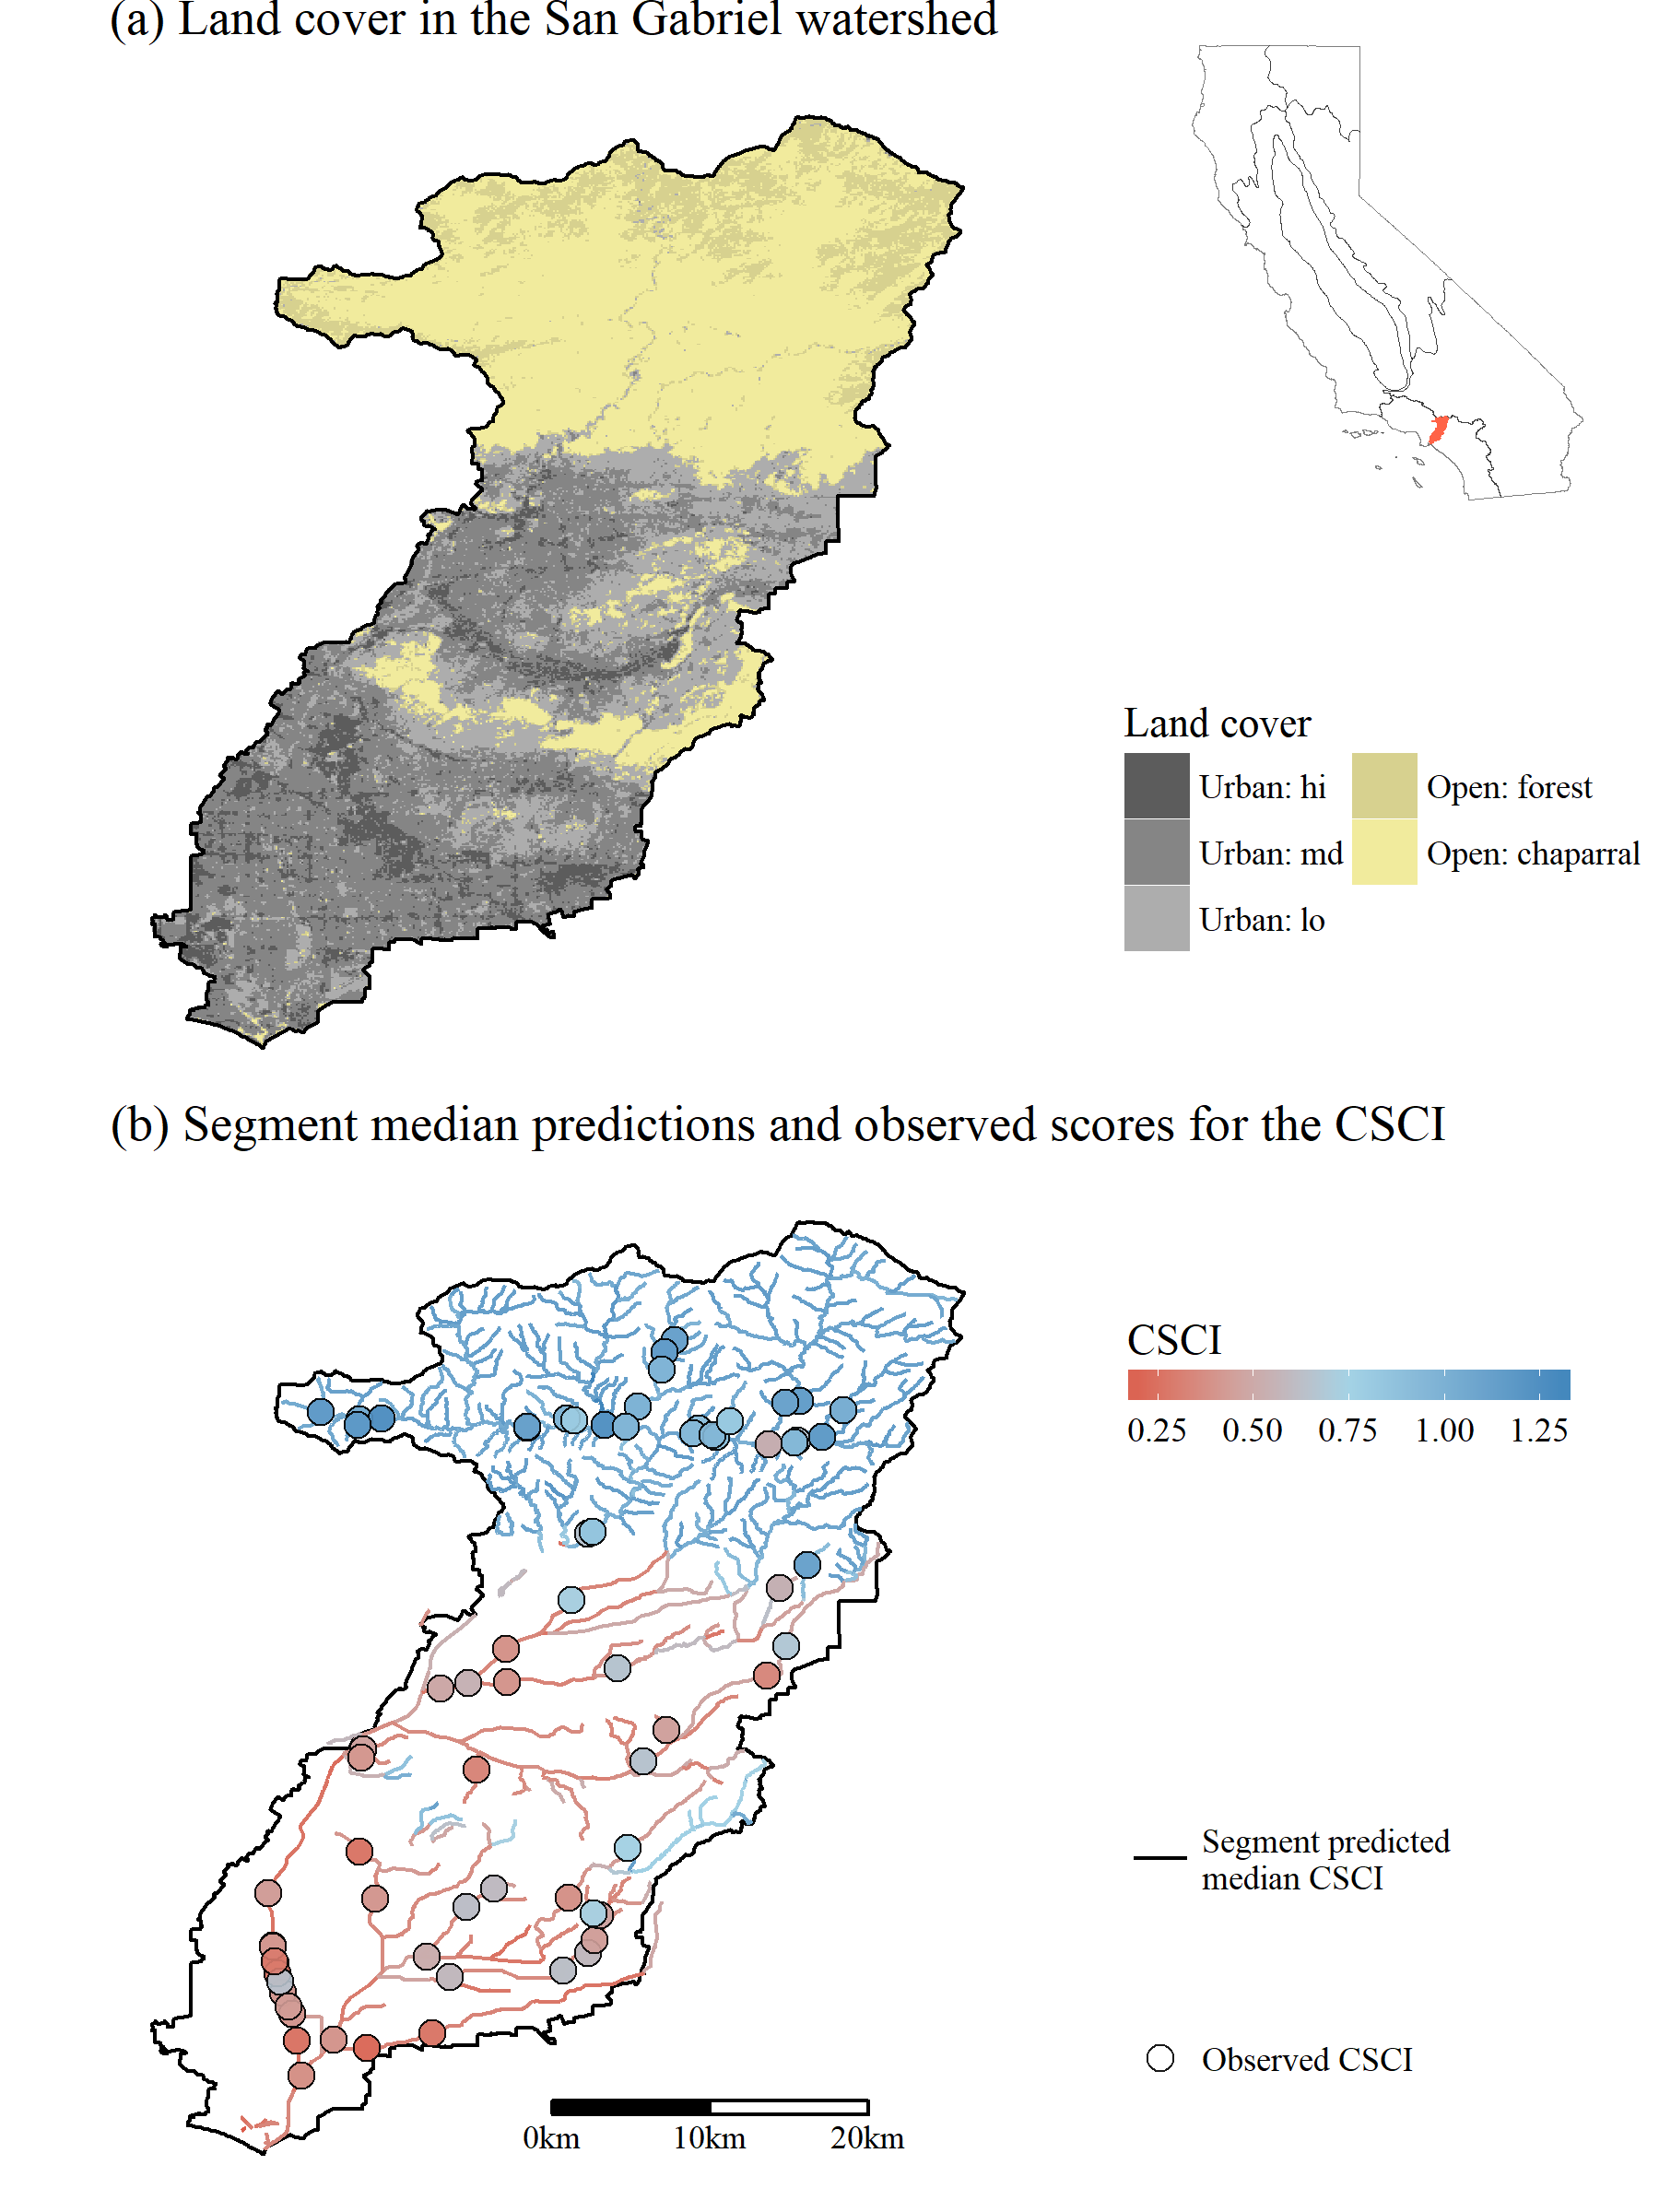 (a) Land cover in the San Gabriel watershed
Land cover
Urban: hi
Open: forest
Urban: md
Open: chaparral
Urban: lo
(b) Segment median predictions and observed scores for the CSCI
CSCI
0.25 0.50 0.75 1.00 1.25
Segment predicted
median CSCI
Observed CSCI
0km 10km 20km